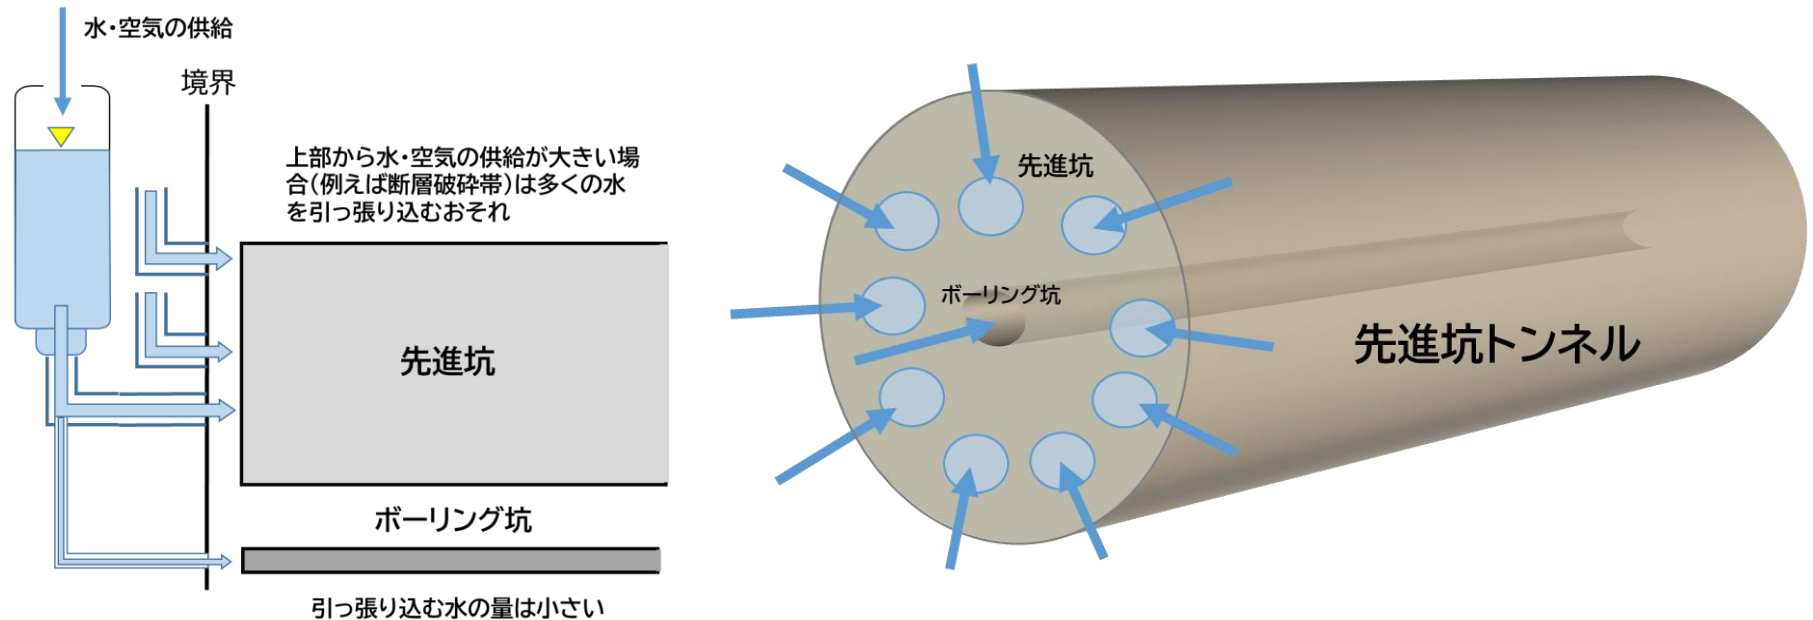 水・空気の供給
境界
上部から水・空気の供給が大きい場
合(例えば断層破砕帯)は多くの水
を引っ張り込むおそれ
先進坑
ボーリング坑
引っ張り込む水の量は小さい
先進坑
ボーリング坑
先進坑トンネル